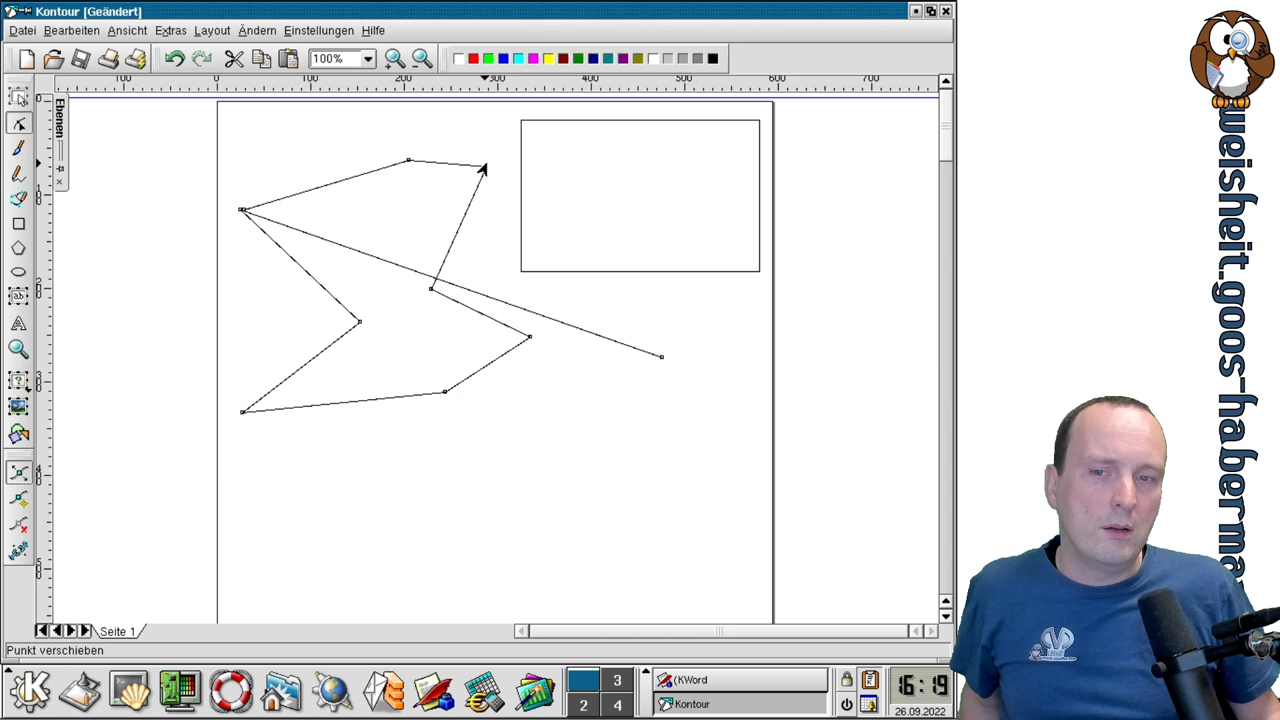 Kontour [Geändert]
Datei Bearbeiten Ansicht Extras Layout Ändern Einstellungen Hilfe
100%
100 0 100 200 300 400 500 600 700
Ebenen
Seite 1
Punkt verschieben
3
2 4
(KWord
Kontour
16:19
26.09.2022
weisheit.goos-haberma